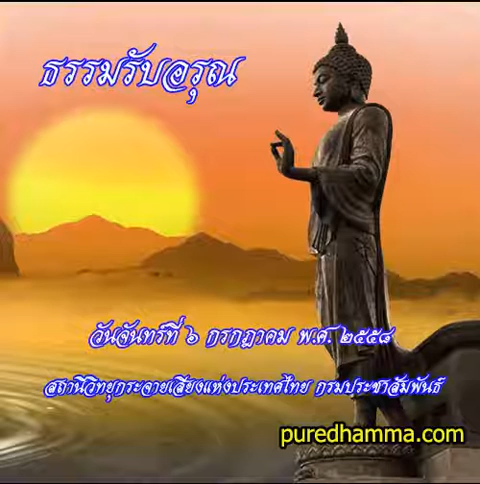 ธรรมรับอรุณ
วันจันทร์ที่ ๖ กรกฎาคม พ.ศ. ๒๕๕๘
สถานีวิทยุกระจายเสียงแห่งประเทศไทย กรมประชาสัมพันธ์
puredhamma.com